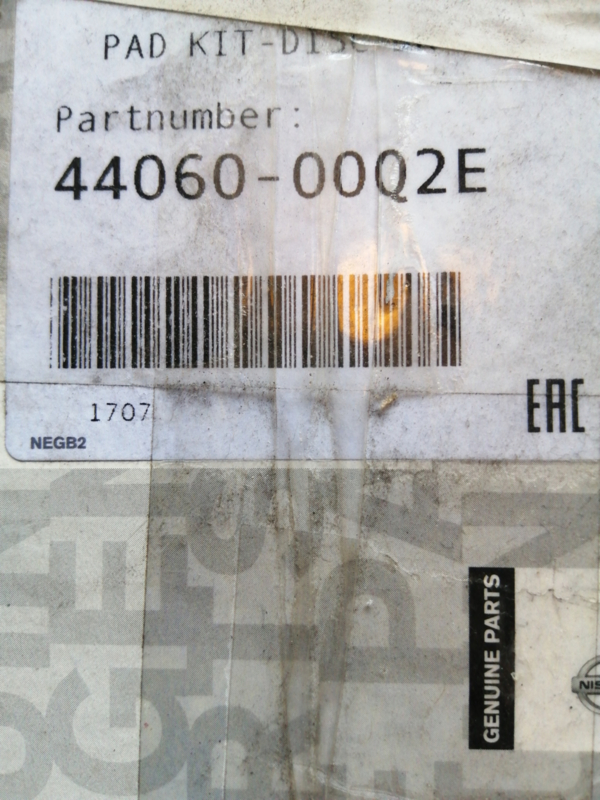 PAD KIT-DISC
Partnumber:
44060-00Q2E
1707
NEGB2
EAC
GENUINE PARTS